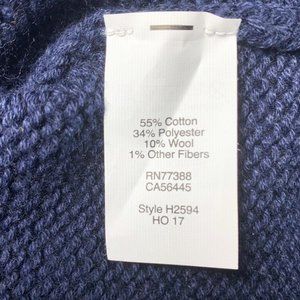 55% Cotton
34% Polyester
10% Wool
1% Other Fibers
RN77388
CA56445
Style H2594
HO 17